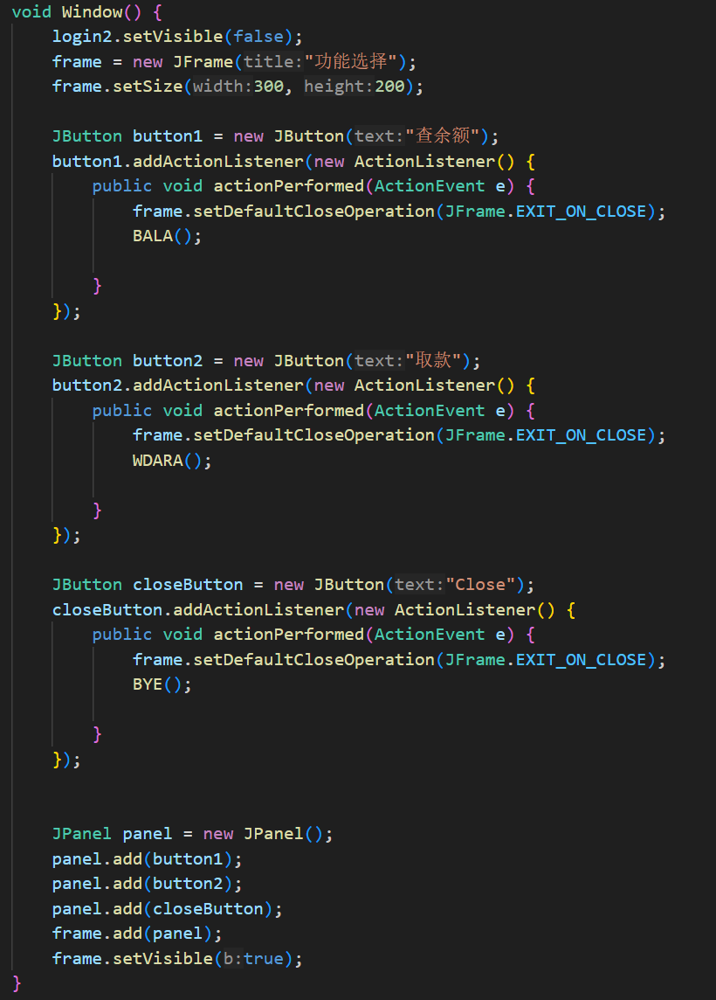 void Window() {
login2.setVisible(false);
frame = new JFrame(title:"功能选择");
frame.setSize(width:300, height:200);
JButton button1 = new JButton(text:"查余额");
button1.addActionListener(new ActionListener() {
public void actionPerformed(ActionEvent e) {
frame.setDefaultCloseOperation(JFrame.EXIT_ON_CLOSE);
BALA();
}
});
JButton button2 = new JButton(text:"取款");
button2.addActionListener(new ActionListener() {
public void actionPerformed(ActionEvent e) {
frame.setDefaultCloseOperation(JFrame.EXIT_ON_CLOSE);
WDARA();
}
});
JButton closeButton = new JButton(text:"Close");
closeButton.addActionListener(new ActionListener() {
public void actionPerformed(ActionEvent e) {
frame.setDefaultCloseOperation(JFrame.EXIT_ON_CLOSE);
BYE();
}
});
JPanel panel = new JPanel();
panel.add(button1);
panel.add(button2);
panel.add(closeButton);
frame.add(panel);
frame.setVisible(b:true);
}